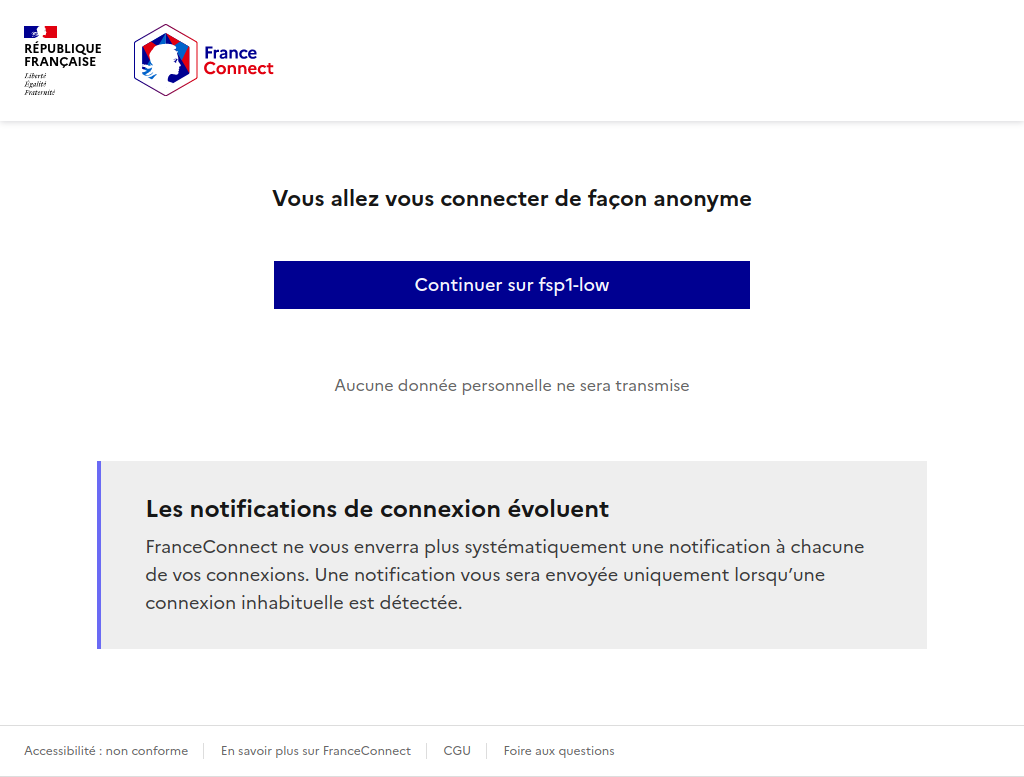 RÉPUBLIQUE
FRANÇAISE
Liberté
Égalité
Fraternité
France
Connect
Vous allez vous connecter de façon anonyme
Continuer sur fsp1-low
Aucune donnée personnelle ne sera transmise
Les notifications de connexion évoluent
FranceConnect ne vous enverra plus systématiquement une notification à chacune
de vos connexions. Une notification vous sera envoyée uniquement lorsqu’une
connexion inhabituelle est détectée.
Accessibilité : non conforme
En savoir plus sur FranceConnect
CGU
Foire aux questions